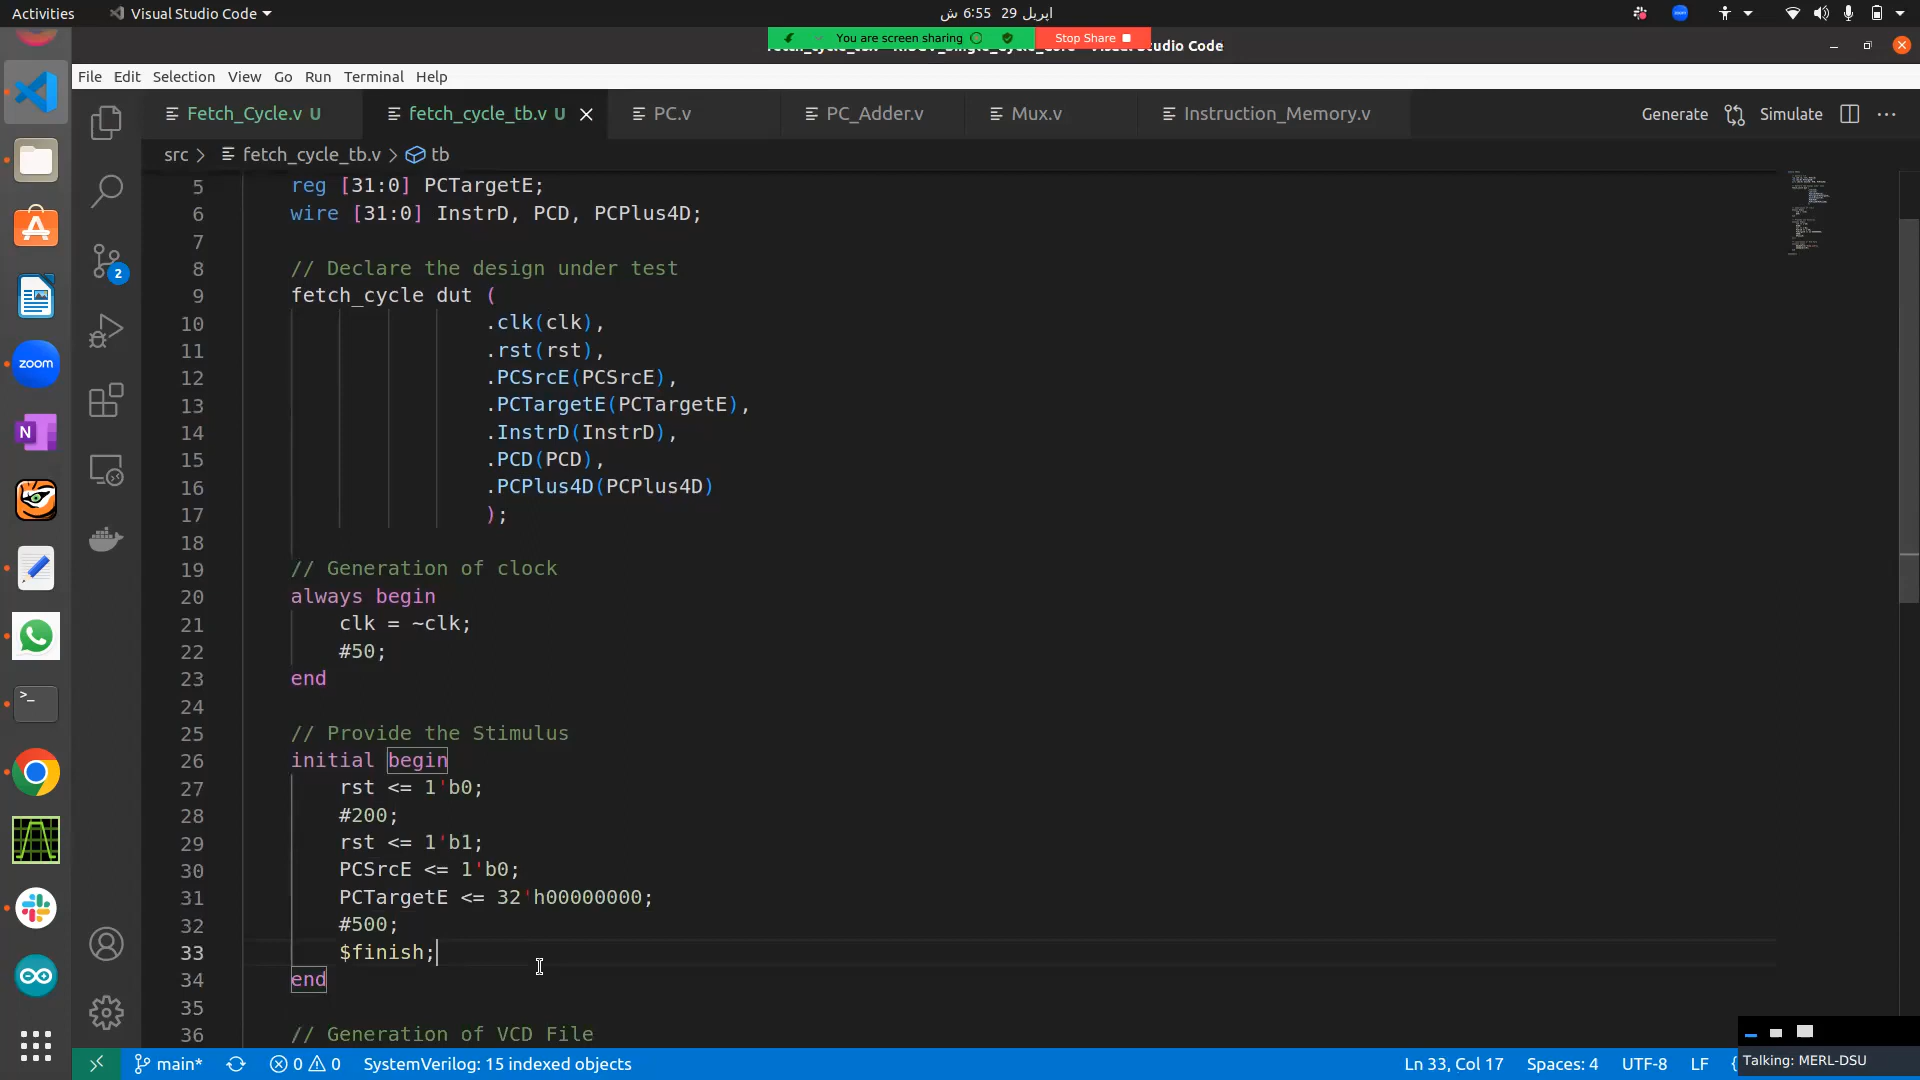 Activities
Visual Studio Code
اپریل 29  6:55 ش
You are screen sharing
Stop Share
File Edit Selection View Go Run Terminal Help
Fetch_Cycle.v U
fetch_cycle_tb.v U
PC.v
PC_Adder.v
Mux.v
Instruction_Memory.v
Generate
Simulate
src > fetch_cycle_tb.v > tb
5 reg [31:0] PCTargetE;
6 wire [31:0] InstrD, PCD, PCPlus4D;
7
8 // Declare the design under test
9 fetch_cycle dut (
10 .clk(clk),
11 .rst(rst),
12 .PCSrcE(PCSrcE),
13 .PCTargetE(PCTargetE),
14 .InstrD(InstrD),
15 .PCD(PCD),
16 .PCPlus4D(PCPlus4D)
17 );
18
19 // Generation of clock
20 always begin
21 clk = ~clk;
22 #50;
23 end
24
25 // Provide the Stimulus
26 initial begin
27 rst <= 1'b0;
28 #200;
29 rst <= 1'b1;
30 PCSrcE <= 1'b0;
31 PCTargetE <= 32'h00000000;
32 #500;
33 $finish;
34 end
35
36 // Generation of VCD File
2
zoom
N
main*
0 0
SystemVerilog: 15 indexed objects
Ln 33, Col 17
Spaces: 4
UTF-8
LF
Talking: MERL-DSU